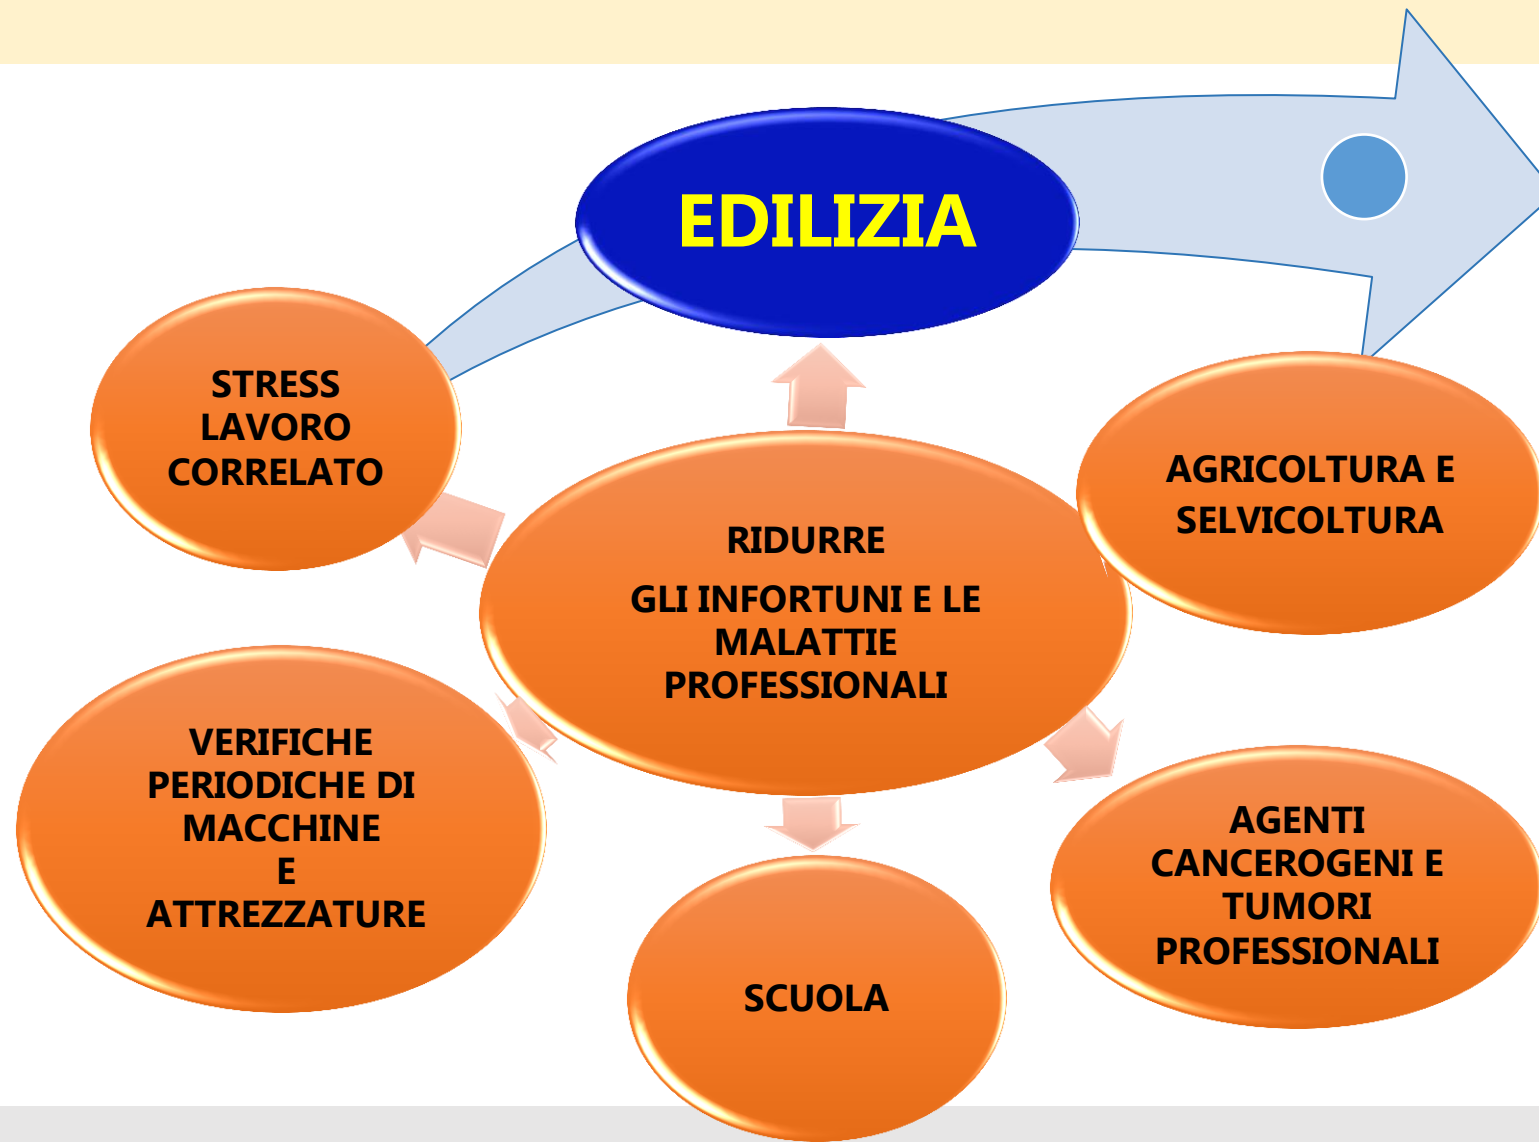 EDILIZIA
STRESS
LAVORO
CORRELATO
AGRICOLTURA E
SELVICOLTURA
RIDURRE
GLI INFORTUNI E LE
MALATTIE
PROFESSIONALI
VERIFICHE
PERIODICHE DI
MACCHINE
E
ATTREZZATURE
AGENTI
CANCEROGENI E
TUMORI
PROFESSIONALI
SCUOLA